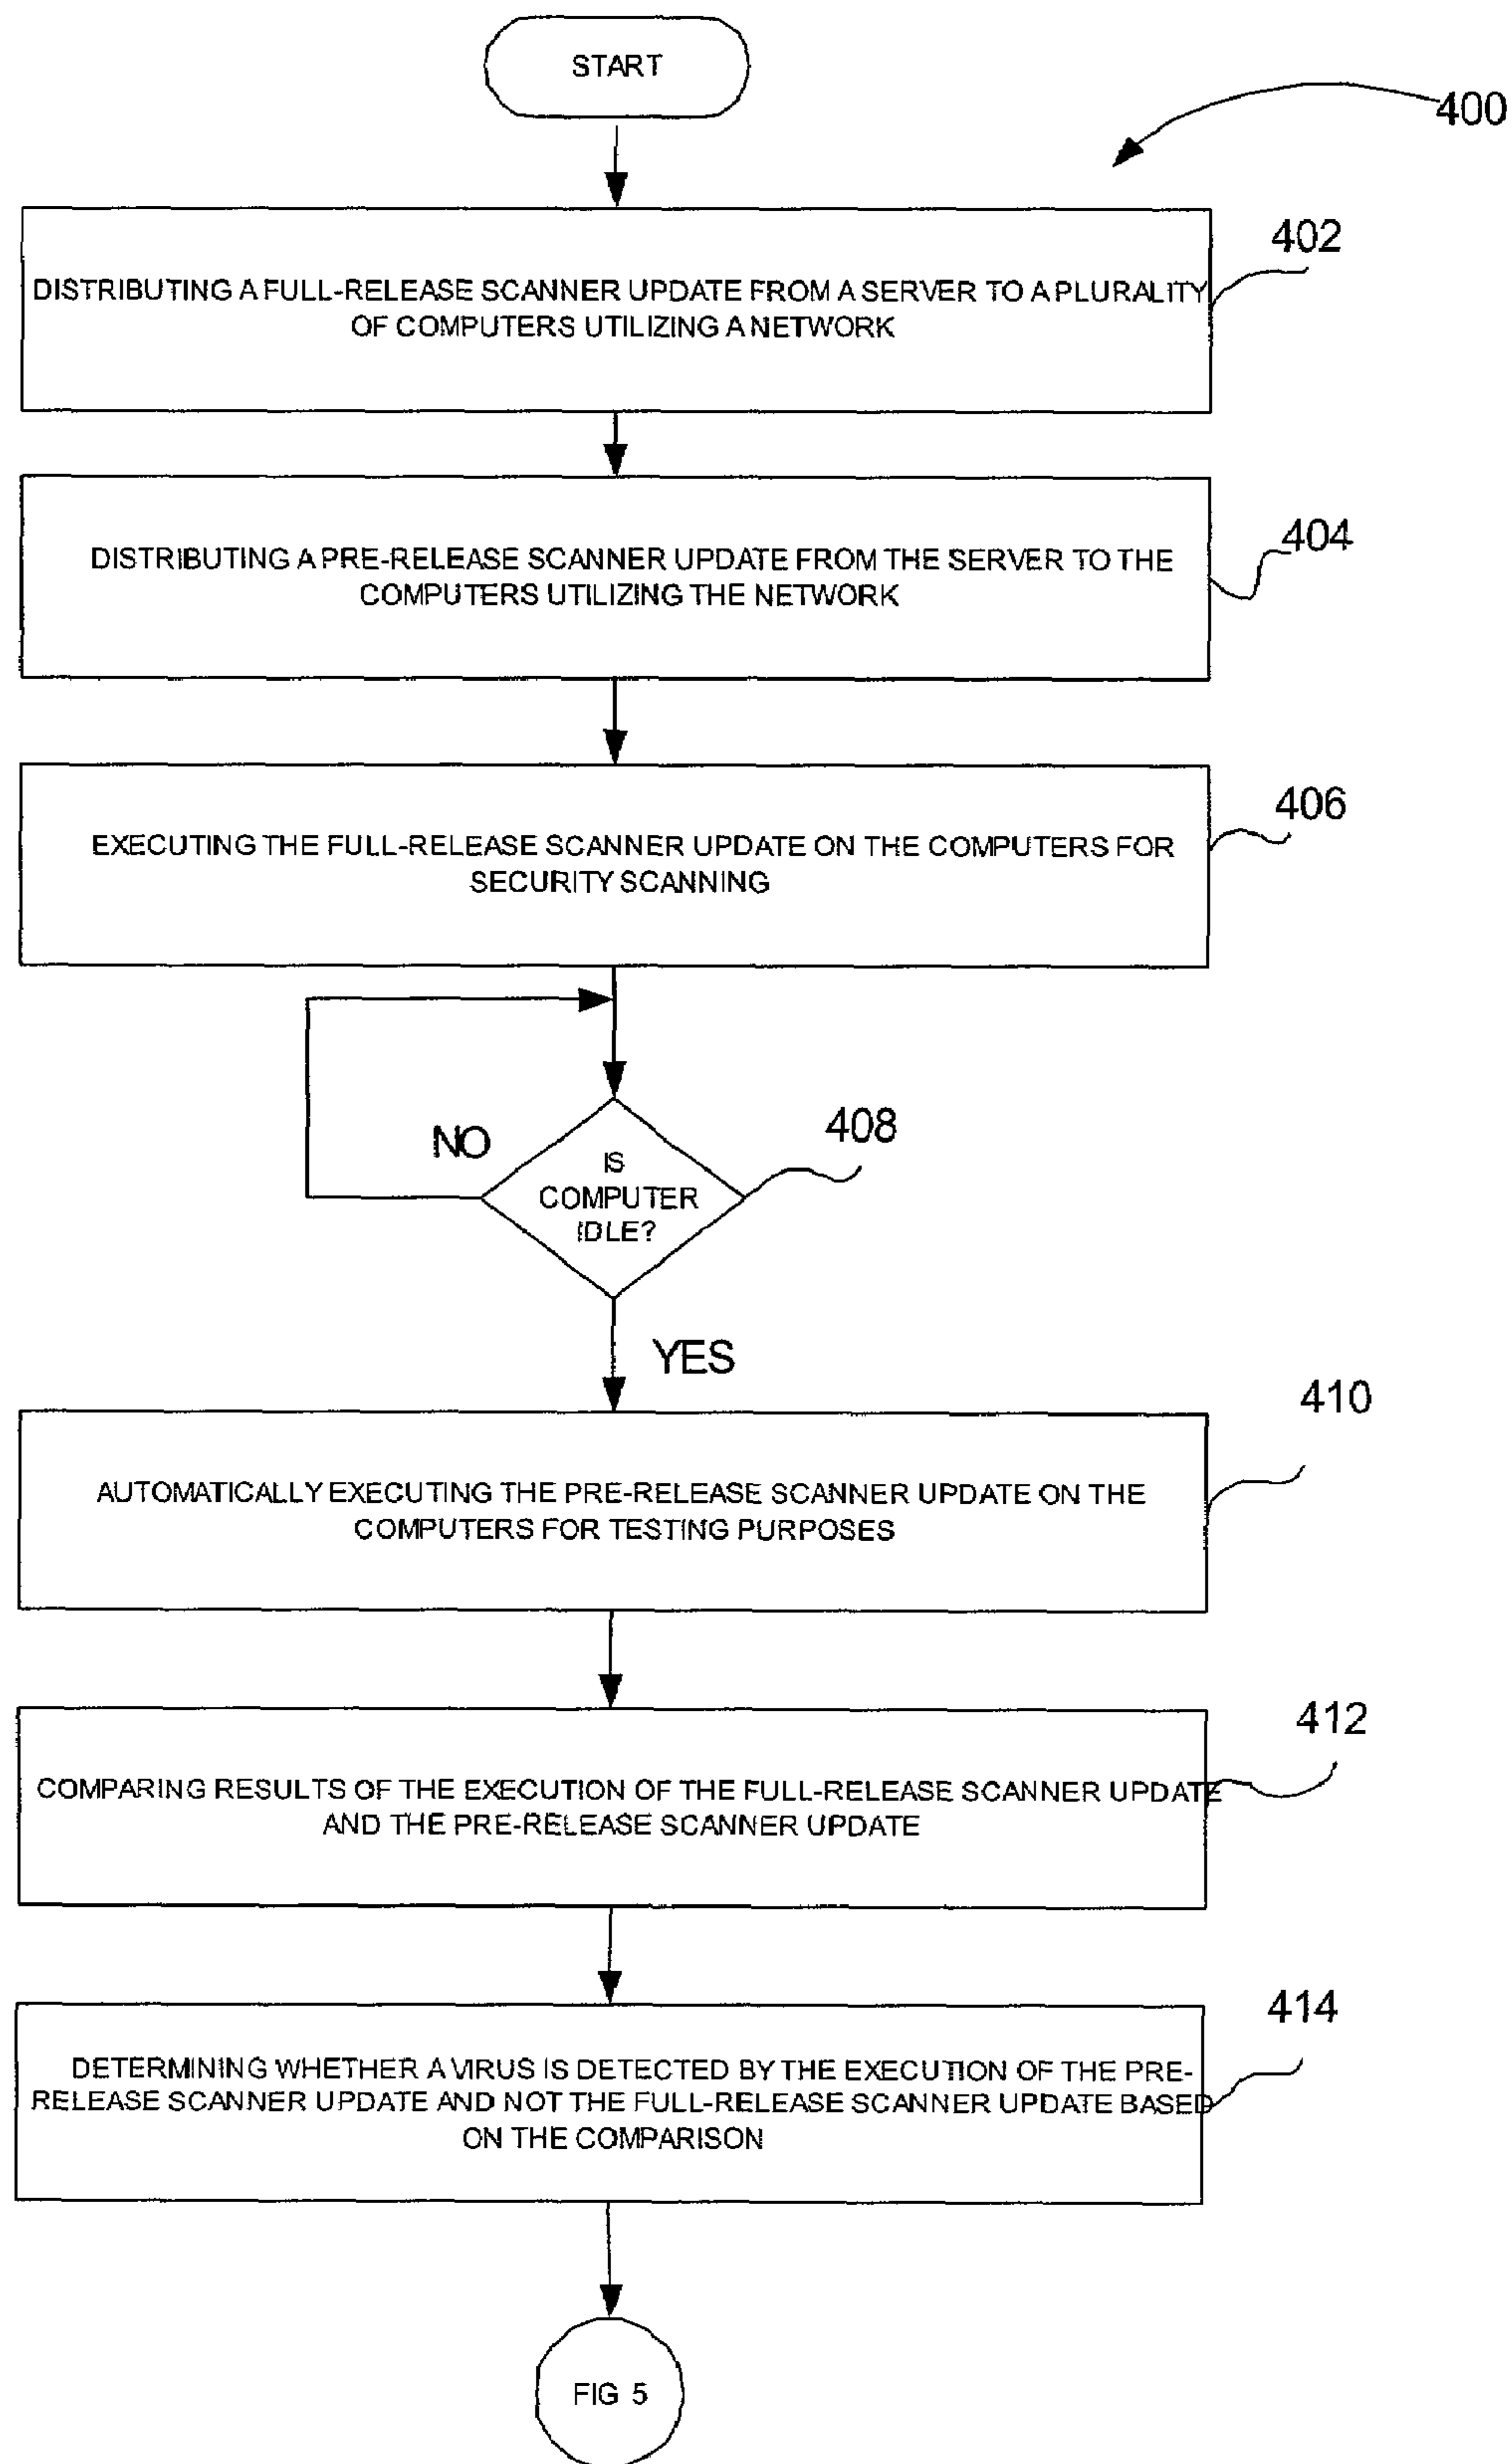 START
400
402
DISTRIBUTING A FULL-RELEASE SCANNER UPDATE FROM A SERVER TO A PLURALITY
OF COMPUTERS UTILIZING A NETWORK
404
DISTRIBUTING A PRE-RELEASE SCANNER UPDATE FROM THE SERVER TO THE
COMPUTERS UTILIZING THE NETWORK
406
EXECUTING THE FULL-RELEASE SCANNER UPDATE ON THE COMPUTERS FOR
SECURITY SCANNING
408
NO
IS
COMPUTER
IDLE?
YES
410
AUTOMATICALLY EXECUTING THE PRE-RELEASE SCANNER UPDATE ON THE
COMPUTERS FOR TESTING PURPOSES
412
COMPARING RESULTS OF THE EXECUTION OF THE FULL-RELEASE SCANNER UPDATE
AND THE PRE-RELEASE SCANNER UPDATE
414
DETERMINING WHETHER A VIRUS IS DETECTED BY THE EXECUTION OF THE PRE-
RELEASE SCANNER UPDATE AND NOT THE FULL-RELEASE SCANNER UPDATE BASED
ON THE COMPARISON
FIG 5